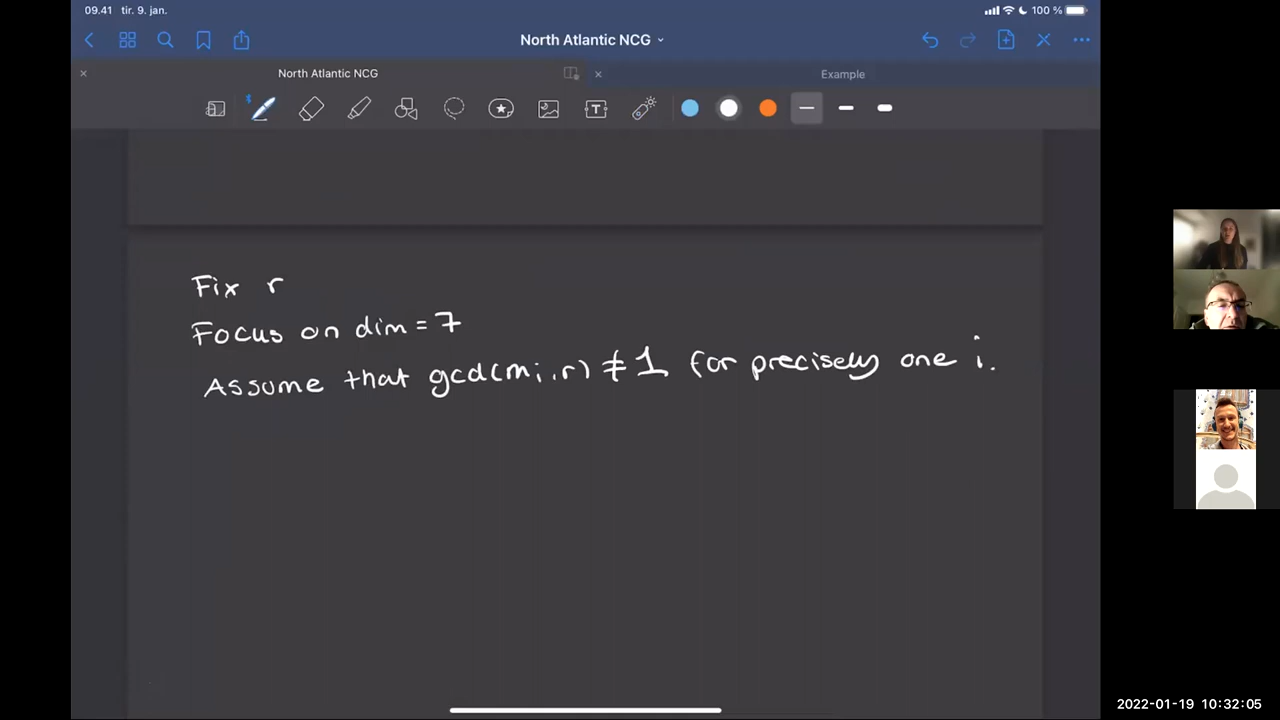 09.41 tir. 9. jan.
100 %
North Atlantic NCG
North Atlantic NCG
Example
Fix r
Focus on dim = 7
Assume that gcd(mi,r) ≠ 1 for precisely one i.
2022-01-19 10:32:05